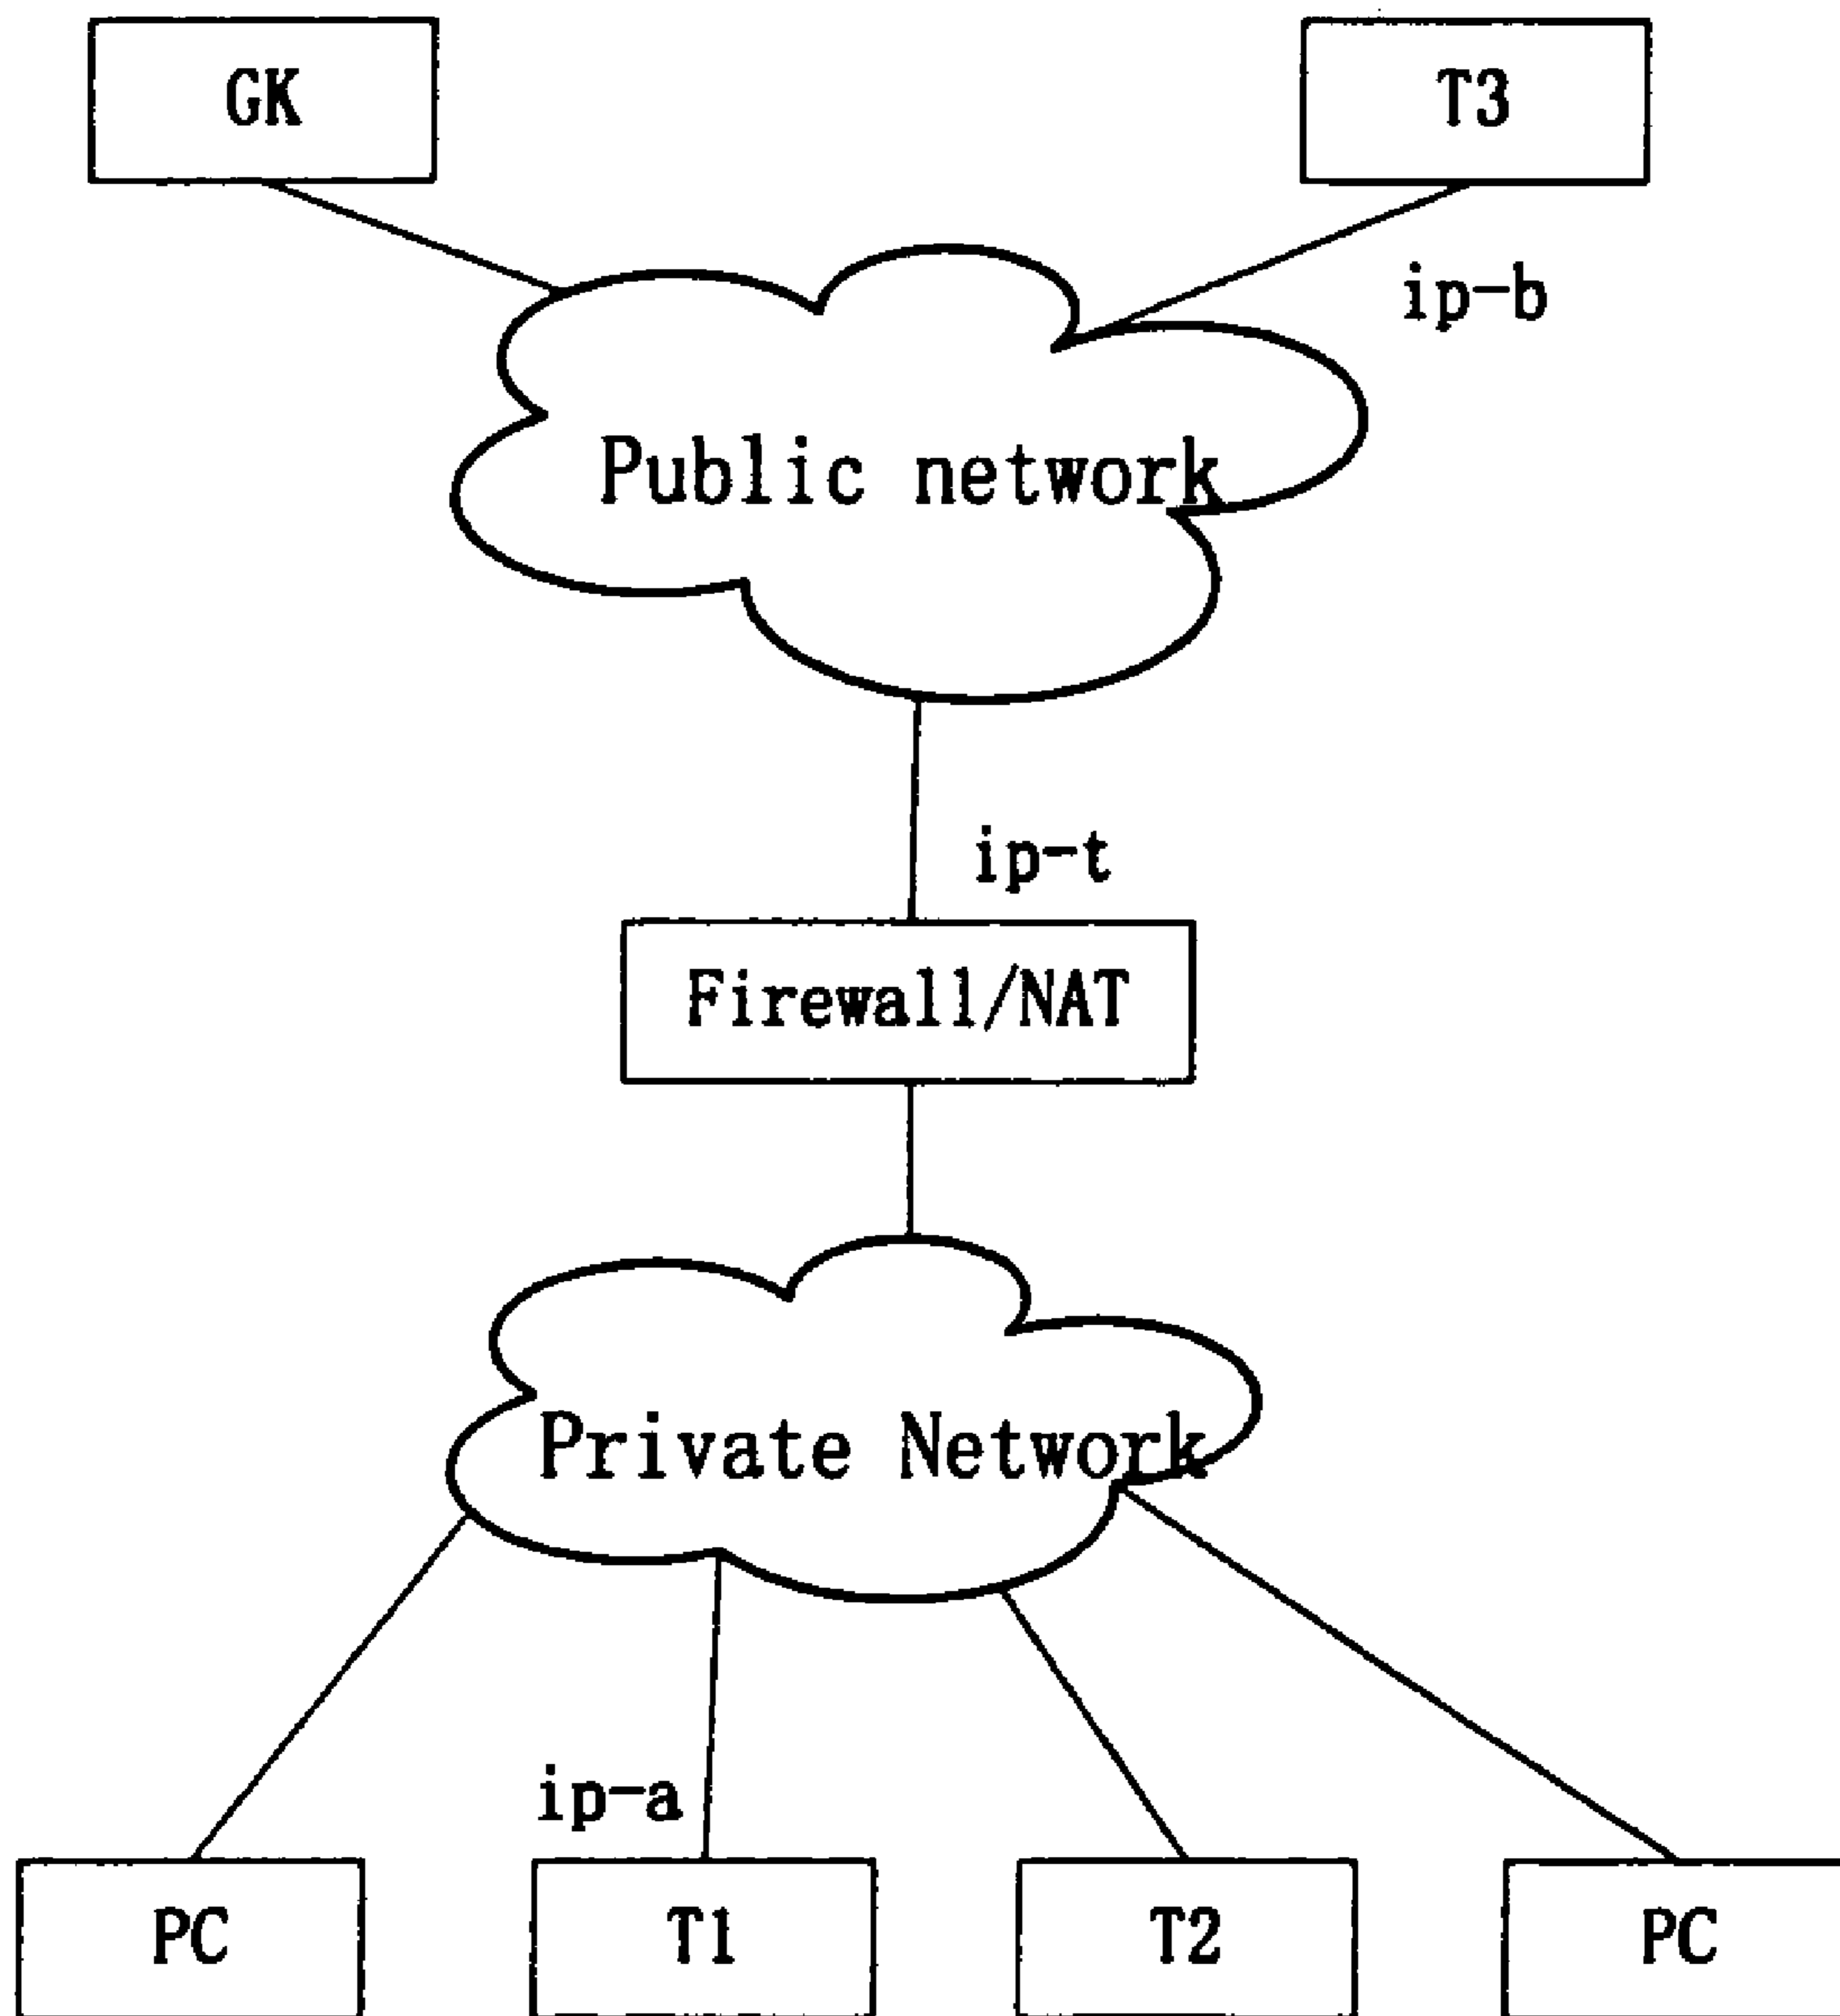 GK
T3
ip-b
Public network
ip-t
Firewall/NAT
Private Network
ip-a
PC
T1
T2
PC